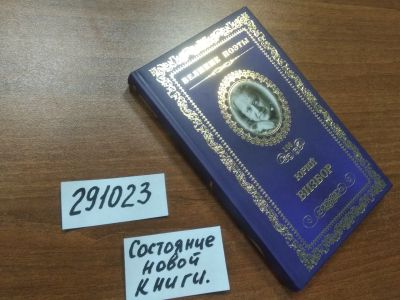 ВЕЛИКИЕ ПОЭТЫ
ЮРИЙ
ВИЗБОР
291023
Состояние
новой
книги.